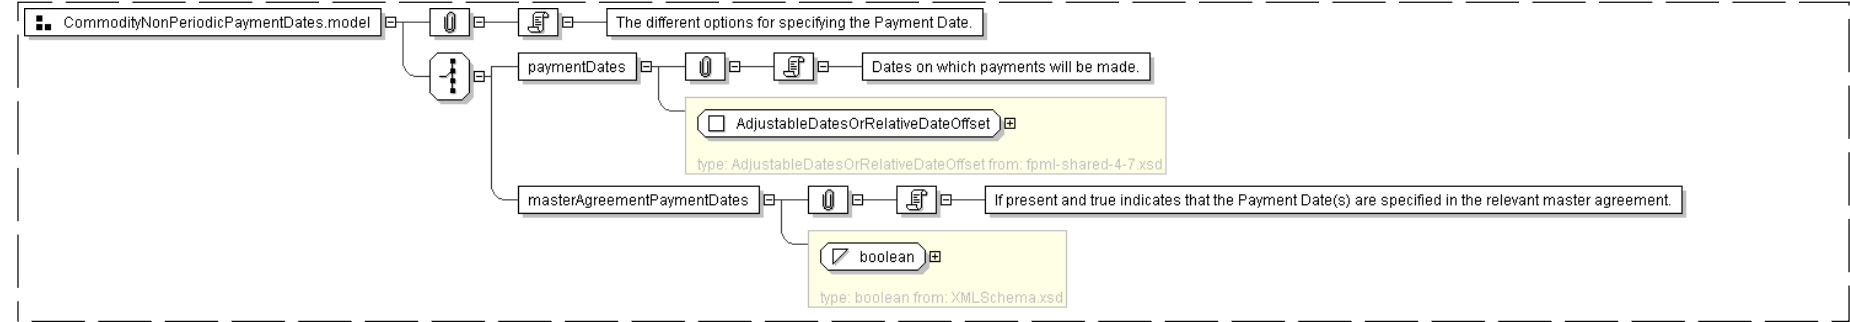 CommodityNonPeriodicPaymentDates.model
The different options for specifying the Payment Date.
paymentDates
Dates on which payments will be made.
AdjustableDatesOrRelativeDateOffset
type: AdjustableDatesOrRelativeDateOffset from: fpml-shared-4-7.xsd
masterAgreementPaymentDates
If present and true indicates that the Payment Date(s) are specified in the relevant master agreement.
boolean
type: boolean from: XMLSchema.xsd